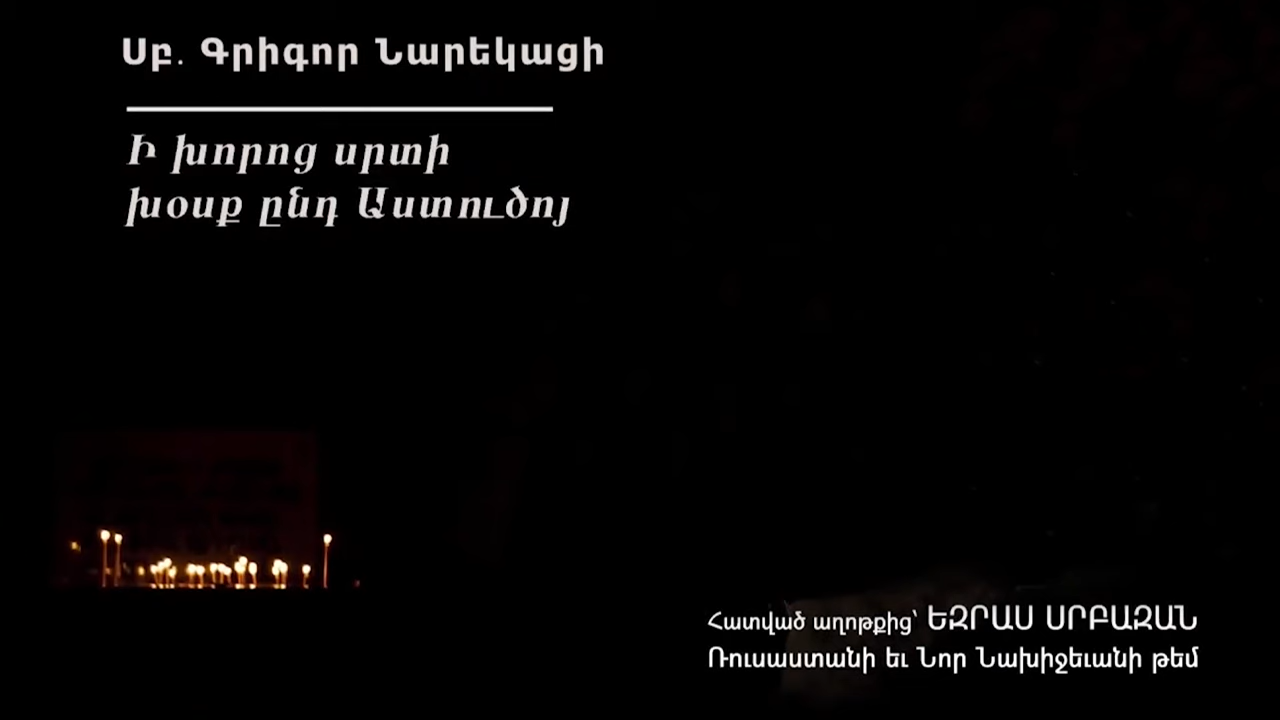 Սբ. Գրիգոր Նարեկացի
Ի խորոց սրտի
խօսք ընդ Աստուծոյ
Հատված աղոթքից՝ ԵԶՐԱՍ ՍՐԲԱԶԱՆ
Ռուսաստանի եւ Նոր Նախիջեւանի թեմ